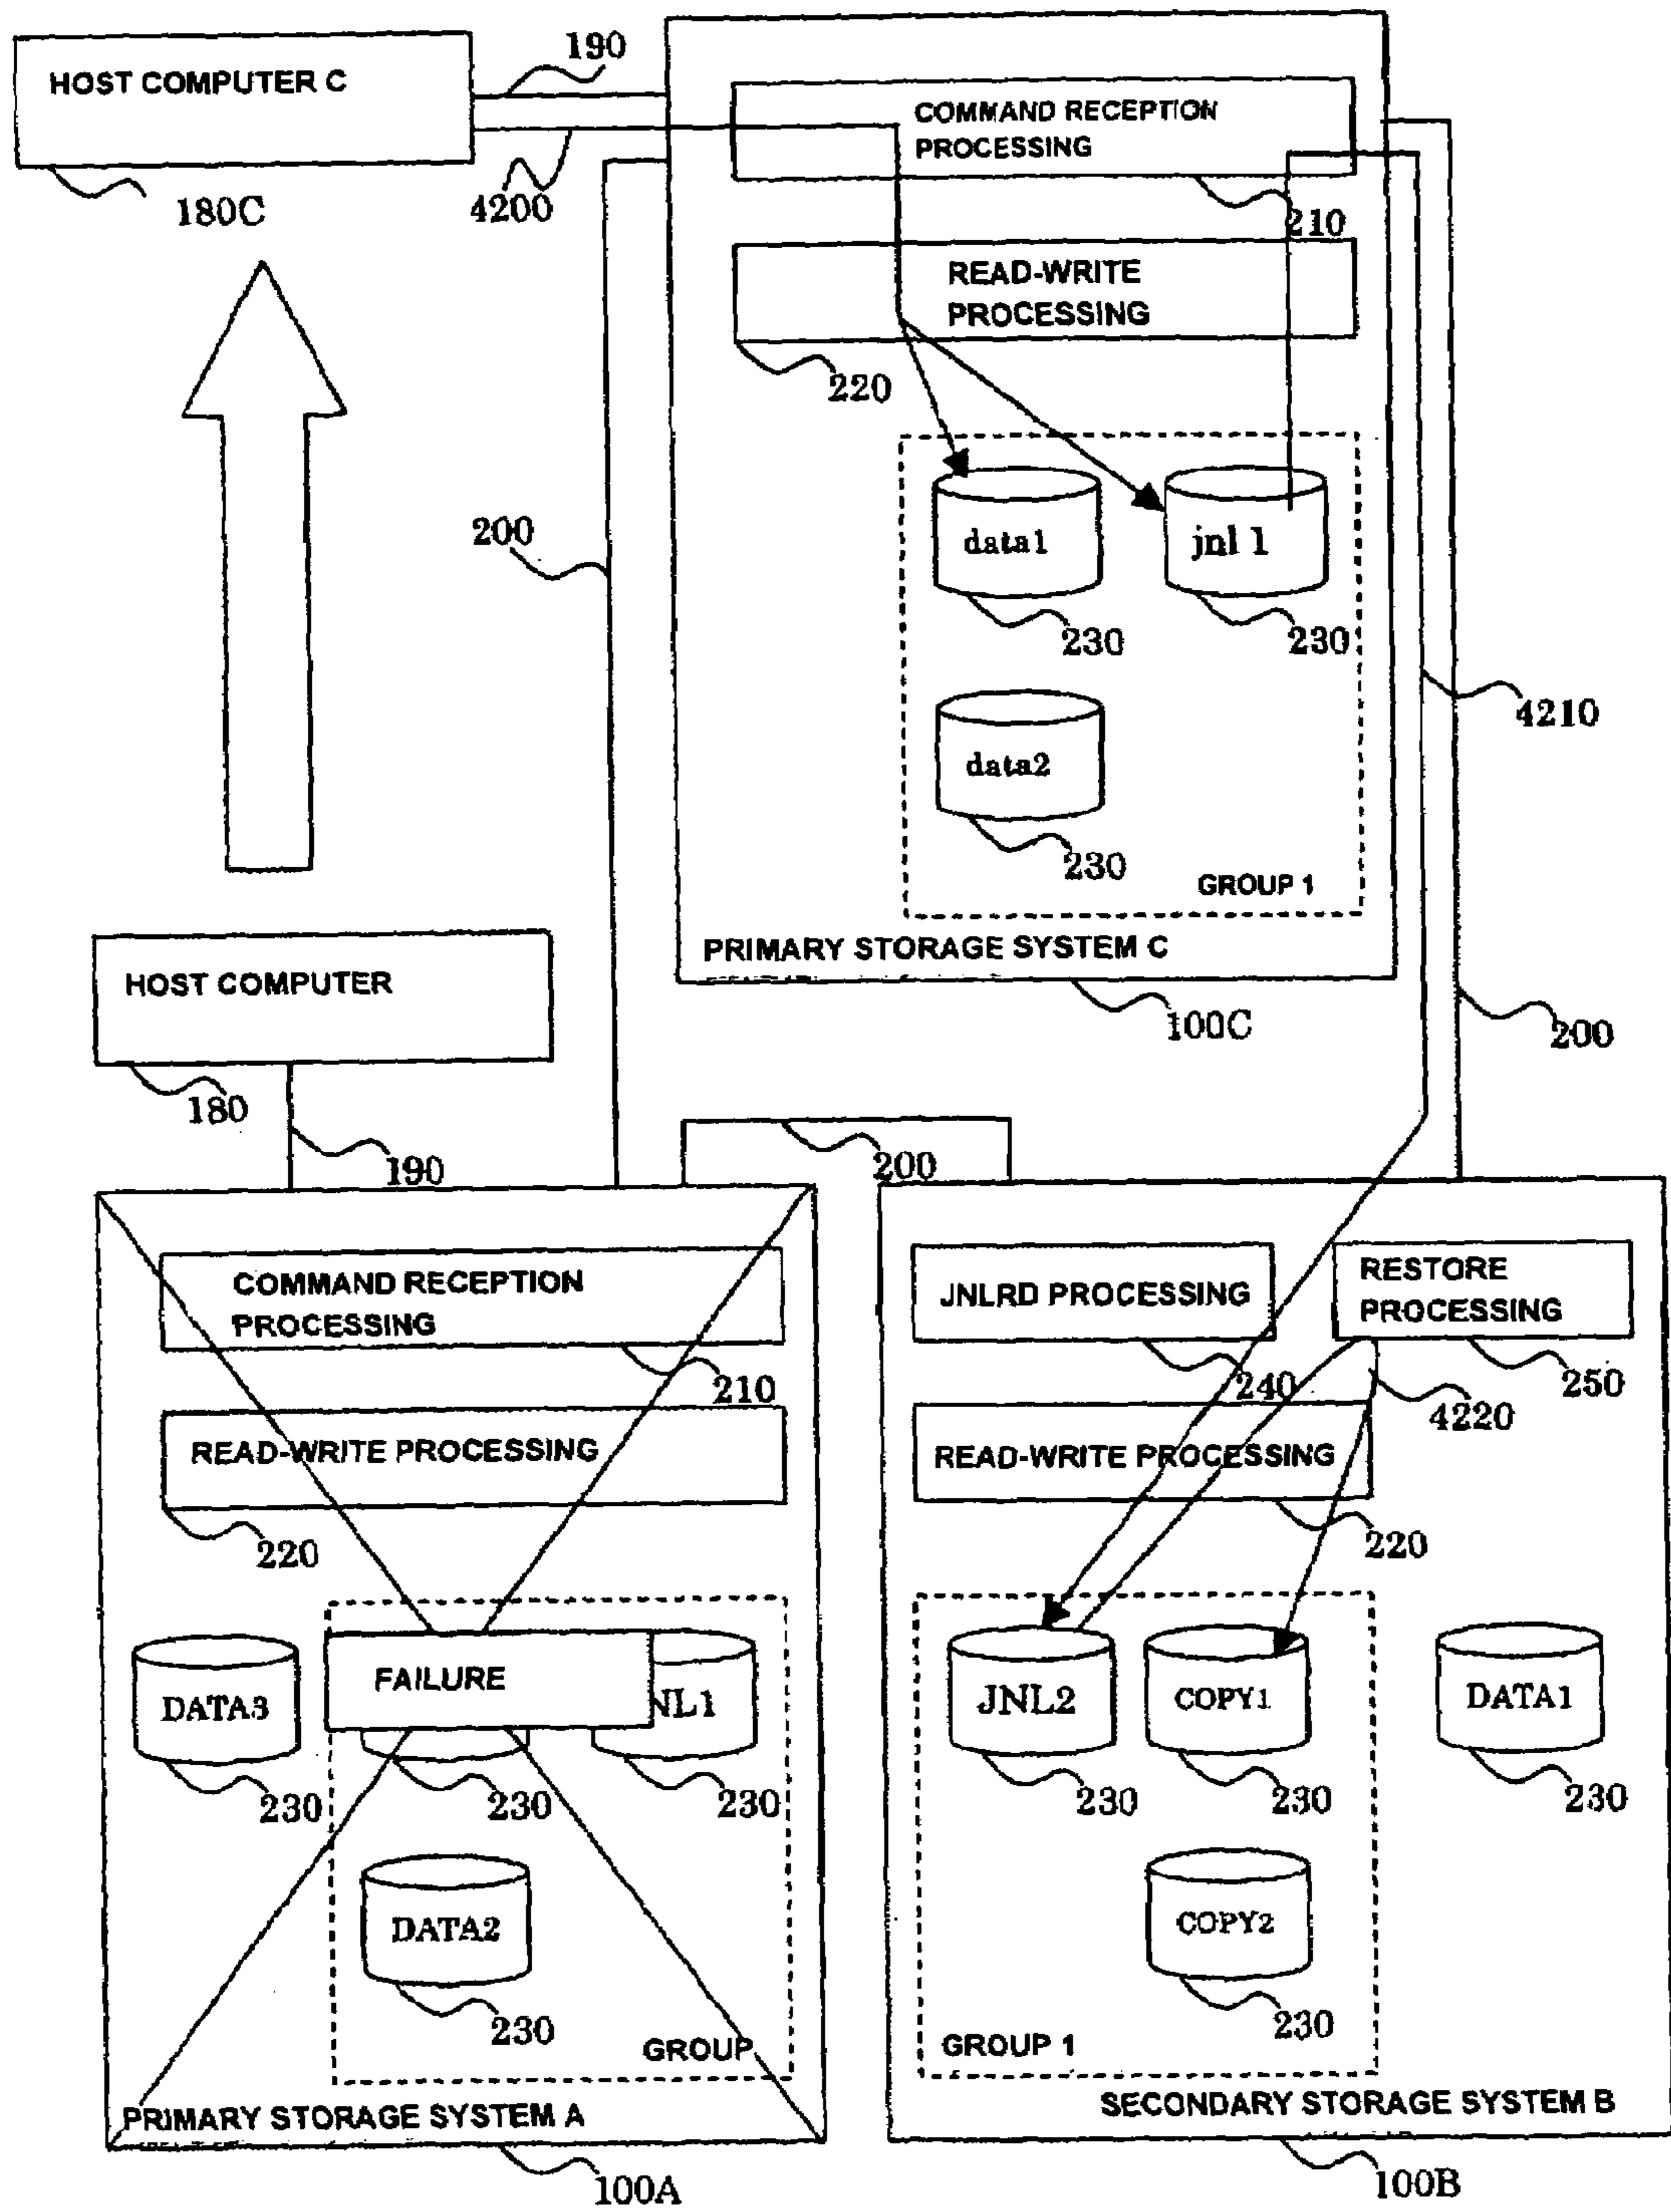 190
HOST COMPUTER C
COMMAND RECEPTION
PROCESSING
180C
4200
210
READ-WRITE
PROCESSING
220
200
data1
jnl 1
230
230
4210
data2
230
GROUP 1
PRIMARY STORAGE SYSTEM C
HOST COMPUTER
100C
200
180
190
200
COMMAND RECEPTION
PROCESSING
JNLRD PROCESSING
RESTORE
PROCESSING
210
240
250
4220
READ-WRITE PROCESSING
READ-WRITE PROCESSING
220
220
DATA3
FAILURE
NL1
JNL2
COPY1
DATA1
230
230
230
230
230
230
DATA2
COPY2
230
230
GROUP
GROUP 1
PRIMARY STORAGE SYSTEM A
SECONDARY STORAGE SYSTEM B
100A
100B